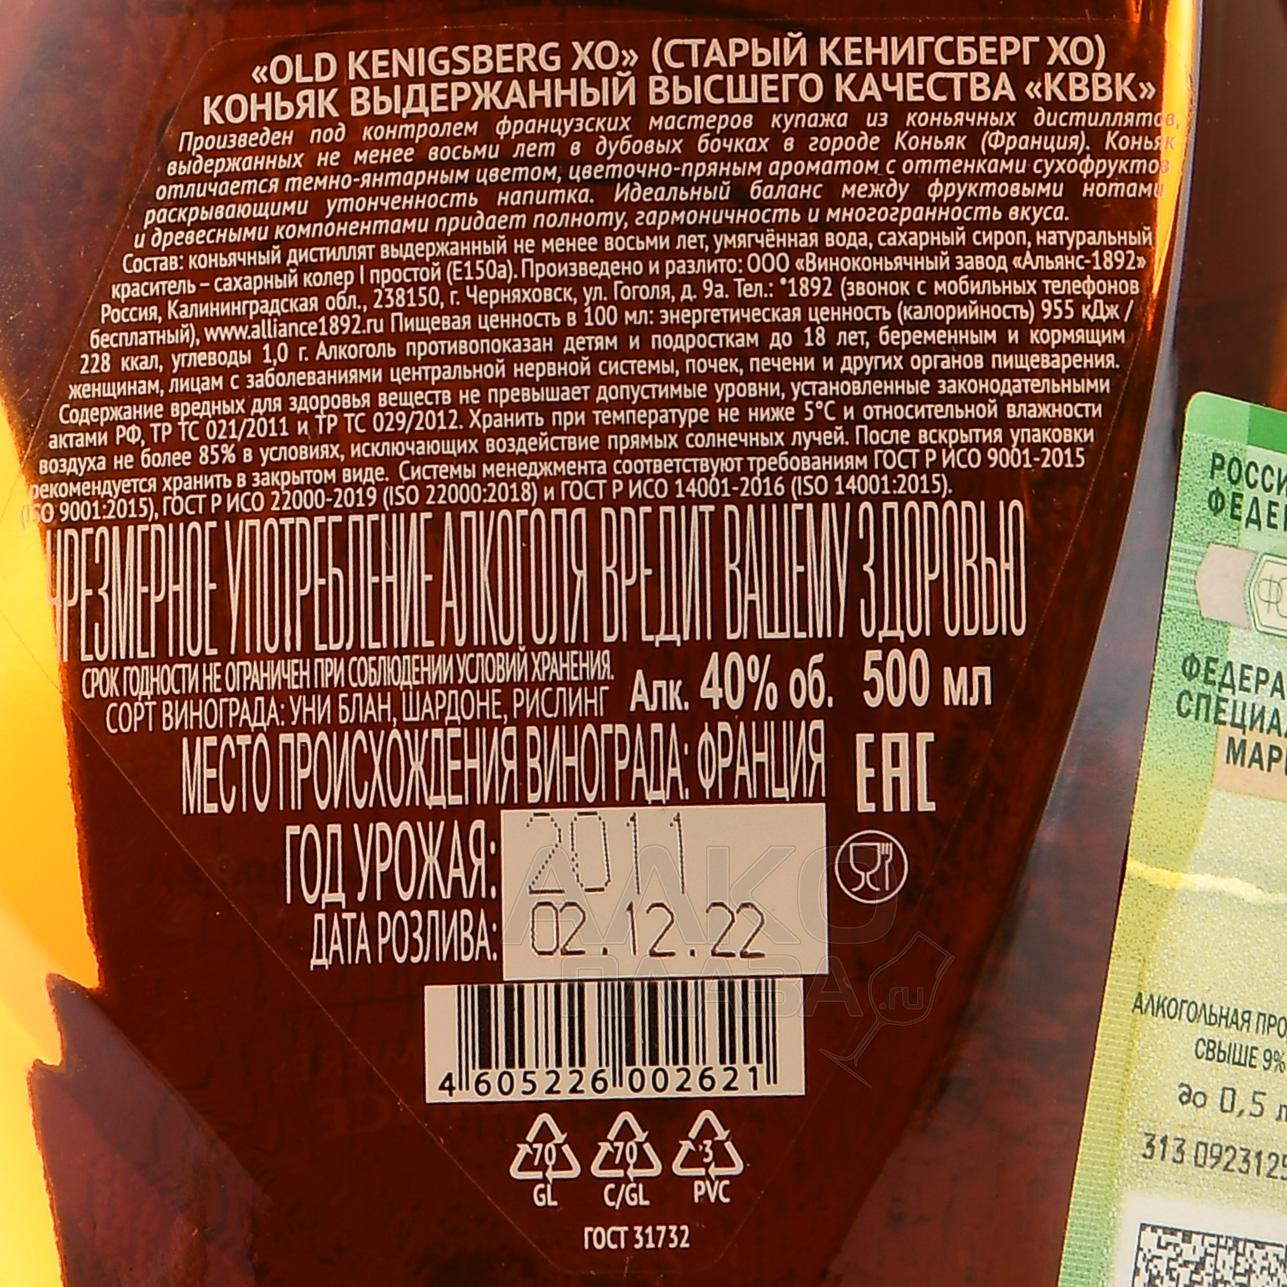 «OLD KENIGSBERG XO» (СТАРЫЙ КЕНИГСБЕРГ ХО)
КОНЬЯК ВЫДЕРЖАННЫЙ ВЫСШЕГО КАЧЕСТВА «КВВК»
Произведен под контролем французских мастеров купажа из коньячных дистиллятов,
выдержанных не менее восьми лет в дубовых бочках в городе Коньяк (Франция). Коньяк
отличается темно-янтарным цветом, цветочно-пряным ароматом с оттенками сухофруктов
раскрывающими утонченность напитка. Идеальный баланс между фруктовыми нотами
и древесными компонентами придает полноту, гармоничность и многогранность вкуса.
Состав: коньячный дистиллят выдержанный не менее восьми лет, умягчённая вода, сахарный сироп, натуральный
краситель – сахарный колер I простой (Е150а). Произведено и разлито: ООО «Виноконьячный завод «Альянс-1892»
Россия, Калининградская обл., 238150, г. Черняховск, ул. Гоголя, д. 9а. Тел.: *1892 (звонок с мобильных телефонов
бесплатный), www.alliance1892.ru Пищевая ценность в 100 мл: энергетическая ценность (калорийность) 955 кДж /
228 ккал, углеводы 1,0 г. Алкоголь противопоказан детям и подросткам до 18 лет, беременным и кормящим
женщинам, лицам с заболеваниями центральной нервной системы, почек, печени и других органов пищеварения.
Содержание вредных для здоровья веществ не превышает допустимые уровни, установленные законодательными
актами РФ, ТР ТС 021/2011 и ТР ТС 029/2012. Хранить при температуре не ниже 5°С и относительной влажности
воздуха не более 85% в условиях, исключающих воздействие прямых солнечных лучей. После вскрытия упаковки
рекомендуется хранить в закрытом виде. Системы менеджмента соответствуют требованиям ГОСТ Р ИСО 9001-2015
(ISO 9001:2015), ГОСТ Р ИСО 22000-2019 (ISO 22000:2018) и ГОСТ Р ИСО 14001-2016 (ISO 14001:2015).
ЧРЕЗМЕРНОЕ УПОТРЕБЛЕНИЕ АЛКОГОЛЯ ВРЕДИТ ВАШЕМУ ЗДОРОВЬЮ
СРОК ГОДНОСТИ НЕ ОГРАНИЧЕН ПРИ СОБЛЮДЕНИИ УСЛОВИЙ ХРАНЕНИЯ.
СОРТ ВИНОГРАДА: УНИ БЛАН, ШАРДОНЕ, РИСЛИНГ
Алк. 40% об. 500 мл
МЕСТО ПРОИСХОЖДЕНИЯ ВИНОГРАДА: ФРАНЦИЯ
ЕАС
ГОД УРОЖАЯ: 2011
ДАТА РОЗЛИВА: 02.12.22
АЛКО
ПЛАЗА.ru
4 605226 002621
70 70 3
GL C/GL PVC
ГОСТ 31732
РОССИ
ФЕДЕ
ФЕДЕРА
СПЕЦИА
МАР
АЛКОГОЛЬНАЯ ПРО
СВЫШЕ 9%
до 0,5 л
313 0923125